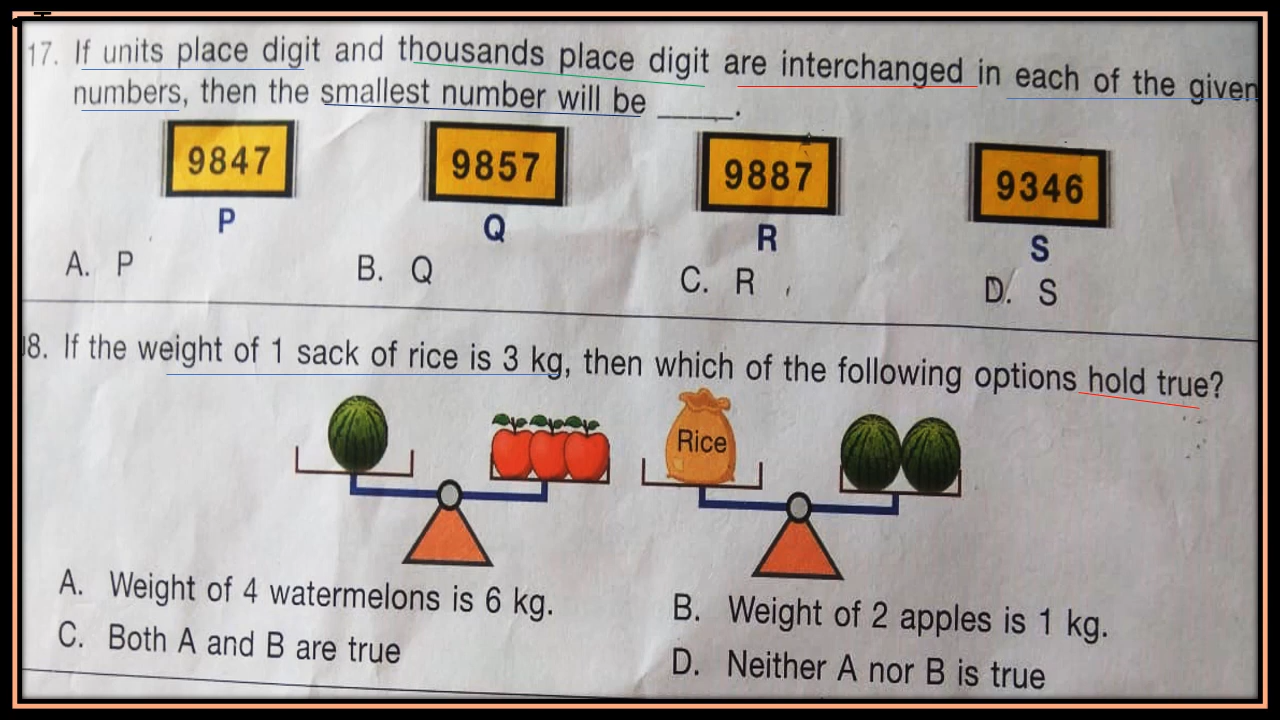 17. If units place digit and thousands place digit are interchanged in each of the given
numbers, then the smallest number will be _____.
9847 9857 9887 9346
P Q R S
A. P B. Q C. R D. S
8. If the weight of 1 sack of rice is 3 kg, then which of the following options hold true?
Rice
A. Weight of 4 watermelons is 6 kg. B. Weight of 2 apples is 1 kg.
C. Both A and B are true D. Neither A nor B is true